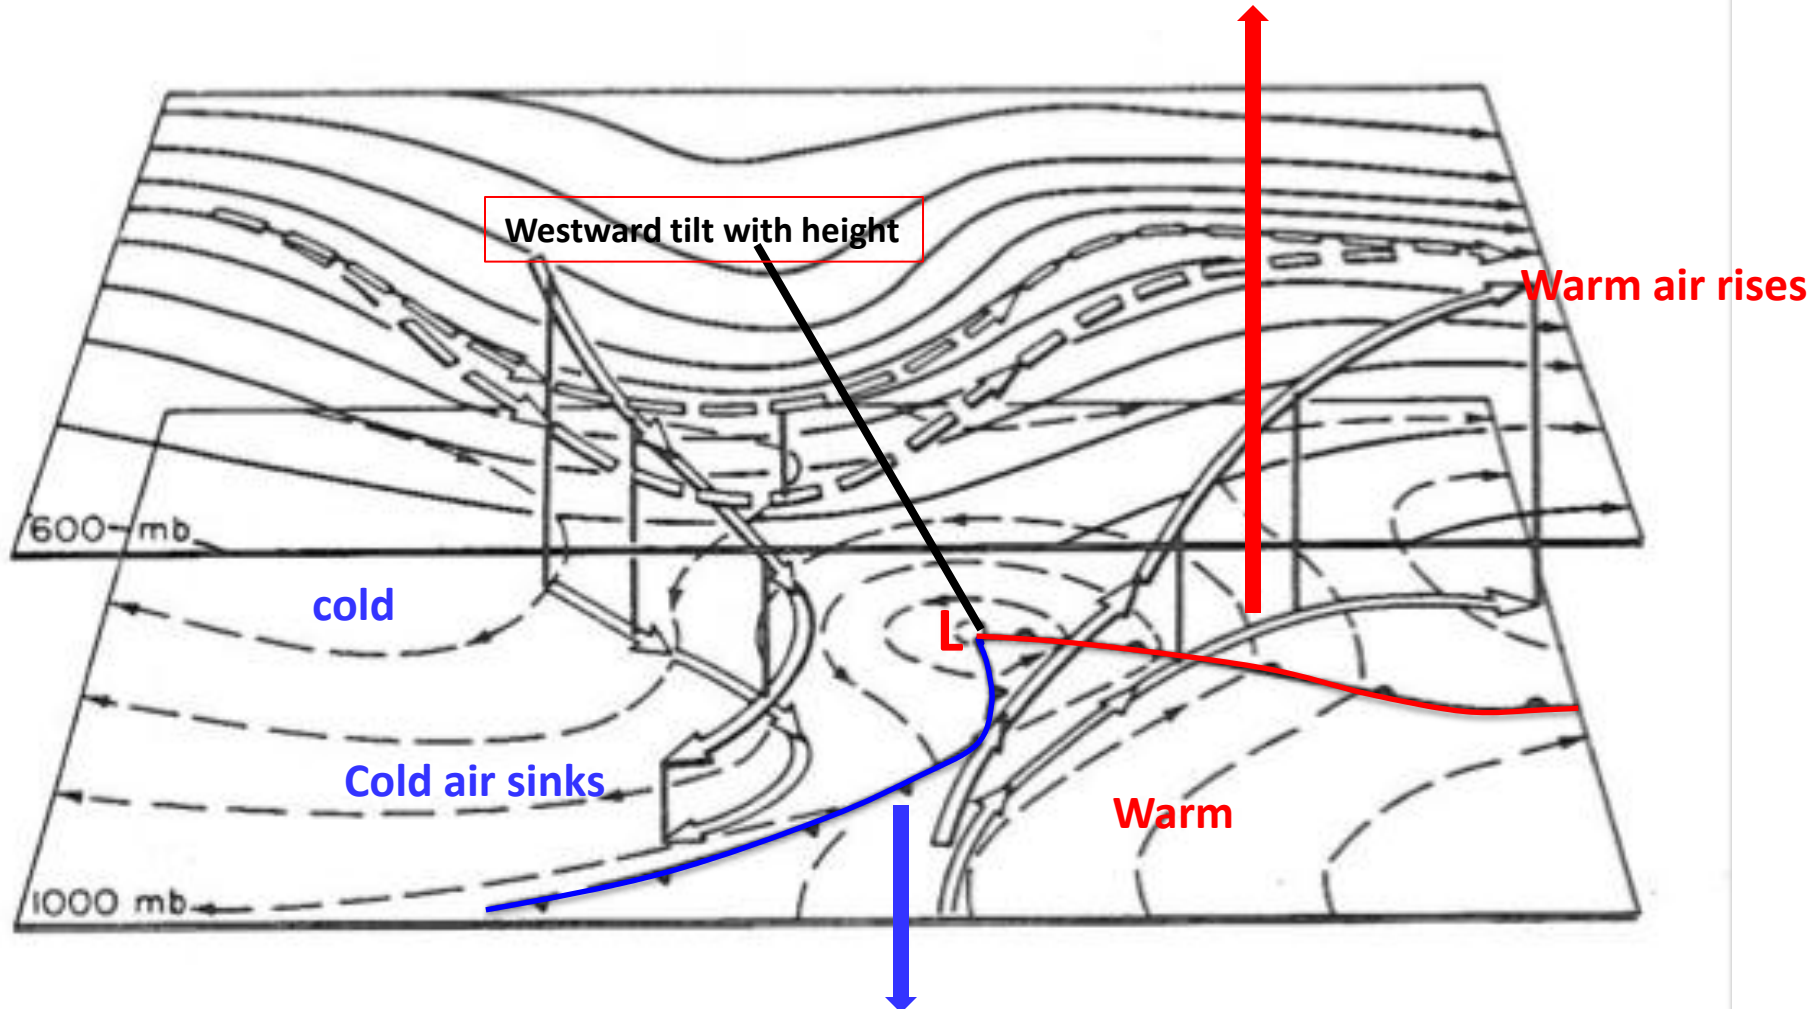 Westward tilt with height
Warm air rises
600 mb
cold
L
Cold air sinks
Warm
1000 mb